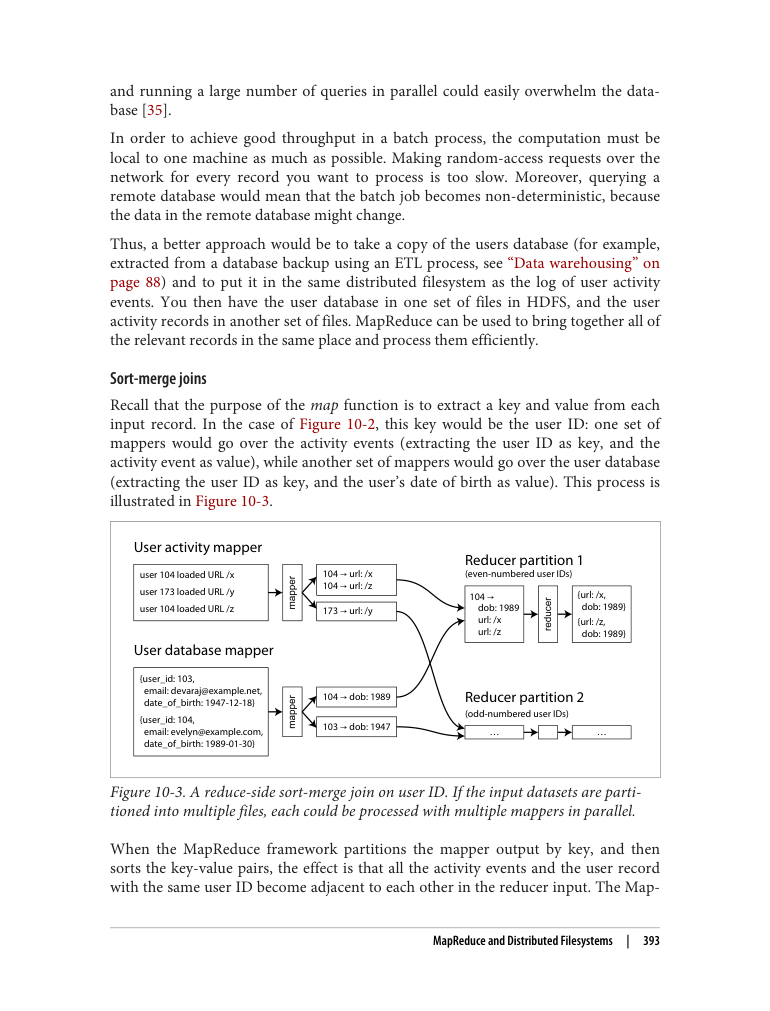 and running a large number of queries in parallel could easily overwhelm the data-
base [35].
In order to achieve good throughput in a batch process, the computation must be
local to one machine as much as possible. Making random-access requests over the
network for every record you want to process is too slow. Moreover, querying a
remote database would mean that the batch job becomes non-deterministic, because
the data in the remote database might change.
Thus, a better approach would be to take a copy of the users database (for example,
extracted from a database backup using an ETL process, see “Data warehousing” on
page 88) and to put it in the same distributed filesystem as the log of user activity
events. You then have the user database in one set of files in HDFS, and the user
activity records in another set of files. MapReduce can be used to bring together all of
the relevant records in the same place and process them efficiently.
Sort-merge joins
Recall that the purpose of the map function is to extract a key and value from each
input record. In the case of Figure 10-2, this key would be the user ID: one set of
mappers would go over the activity events (extracting the user ID as key, and the
activity event as value), while another set of mappers would go over the user database
(extracting the user ID as key, and the user’s date of birth as value). This process is
illustrated in Figure 10-3.
User activity mapper
user 104 loaded URL /x
user 173 loaded URL /y
user 104 loaded URL /z
mapper
104 → url: /x
104 → url: /z
173 → url: /y
Reducer partition 1
(even-numbered user IDs)
104 →
dob: 1989
url: /x
url: /z
reducer
{url: /x,
dob: 1989}
{url: /z,
dob: 1989}
User database mapper
{user_id: 103,
email: devaraj@example.net,
date_of_birth: 1947-12-18}
{user_id: 104,
email: evelyn@example.com,
date_of_birth: 1989-01-30}
mapper
104 → dob: 1989
103 → dob: 1947
Reducer partition 2
(odd-numbered user IDs)
...
...
Figure 10-3. A reduce-side sort-merge join on user ID. If the input datasets are parti-
tioned into multiple files, each could be processed with multiple mappers in parallel.
When the MapReduce framework partitions the mapper output by key, and then
sorts the key-value pairs, the effect is that all the activity events and the user record
with the same user ID become adjacent to each other in the reducer input. The Map-
MapReduce and Distributed Filesystems | 393